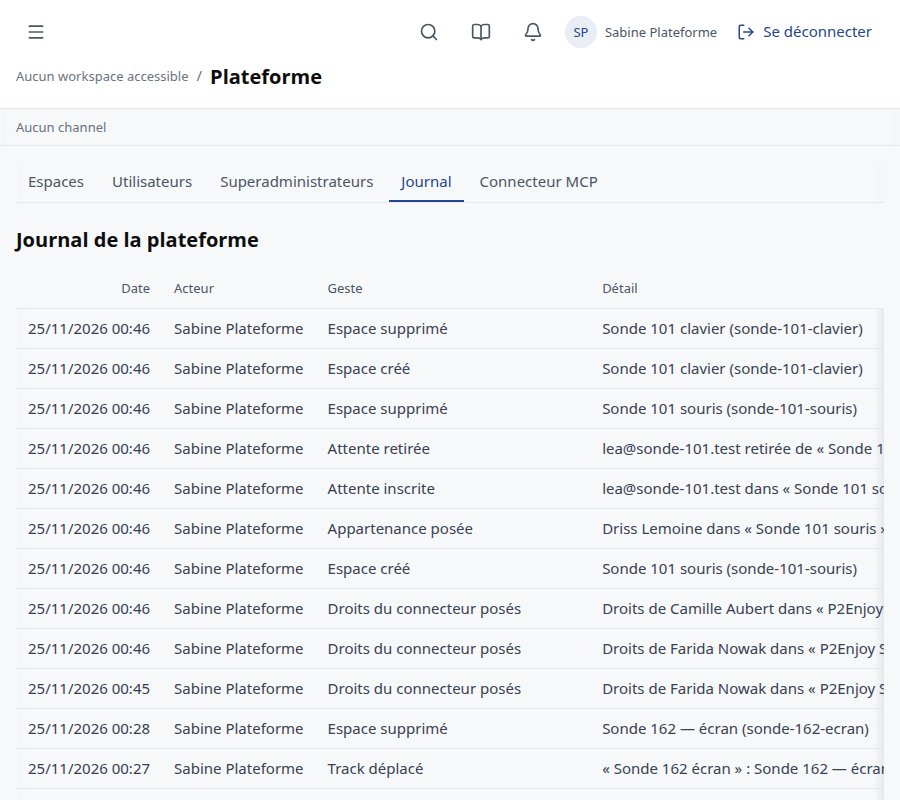 SP Sabine Plateforme Se déconnecter
Aucun workspace accessible / Plateforme
Aucun channel
Espaces Utilisateurs Superadministrateurs Journal Connecteur MCP
Journal de la plateforme
Date Acteur Geste Détail
25/11/2026 00:46 Sabine Plateforme Espace supprimé Sonde 101 clavier (sonde-101-clavier)
25/11/2026 00:46 Sabine Plateforme Espace créé Sonde 101 clavier (sonde-101-clavier)
25/11/2026 00:46 Sabine Plateforme Espace supprimé Sonde 101 souris (sonde-101-souris)
25/11/2026 00:46 Sabine Plateforme Attente retirée lea@sonde-101.test retirée de « Sonde 1
25/11/2026 00:46 Sabine Plateforme Attente inscrite lea@sonde-101.test dans « Sonde 101 so
25/11/2026 00:46 Sabine Plateforme Appartenance posée Driss Lemoine dans « Sonde 101 souris »
25/11/2026 00:46 Sabine Plateforme Espace créé Sonde 101 souris (sonde-101-souris)
25/11/2026 00:46 Sabine Plateforme Droits du connecteur posés Droits de Camille Aubert dans « P2Enjoy
25/11/2026 00:46 Sabine Plateforme Droits du connecteur posés Droits de Farida Nowak dans « P2Enjoy S
25/11/2026 00:45 Sabine Plateforme Droits du connecteur posés Droits de Farida Nowak dans « P2Enjoy S
25/11/2026 00:28 Sabine Plateforme Espace supprimé Sonde 162 — écran (sonde-162-ecran)
25/11/2026 00:27 Sabine Plateforme Track déplacé « Sonde 162 écran » : Sonde 162 — écran